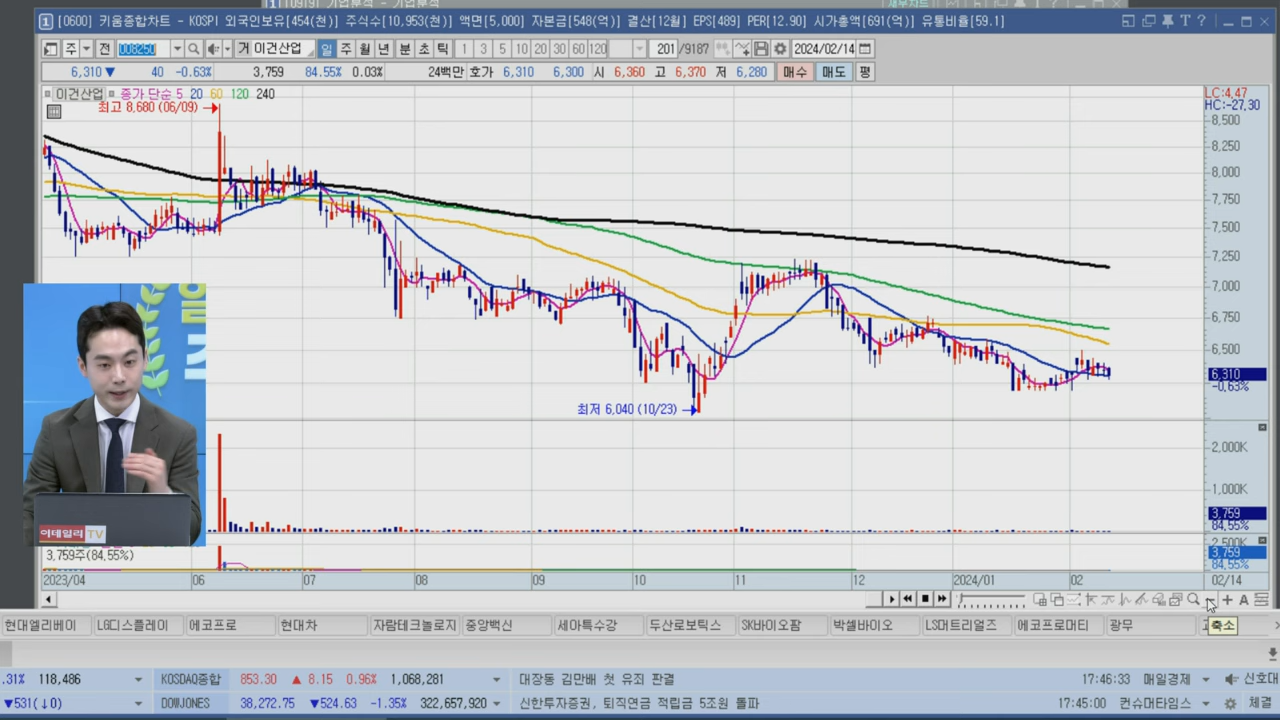 [0600] 키움종합차트 - KOSPI 외국인보유[454(천)] 주식수[10,953(천)] 액면[5,000] 자본금[548(억)] 결산[12월] EPS[489] PER[12.90] 시가총액[691(억)] 유통비율[59.1]
주 전 008250 거 이건산업 일 주 월 년 분 초 틱 1 3 5 10 20 30 60 120 201 /9187 2024/02/14
6,310 ▼ 40 -0.63% 3,759 84.55% 0.03% 24백만 호가 6,310 6,300 시 6,360 고 6,370 저 6,280 매수 매도 평
이건산업 종가 단순 5 20 60 120 240
LC:4.47
HC:-27.30
최고 8,680 (06/09)
8,500
8,250
8,000
7,750
7,500
7,250
7,000
6,750
6,500
6,310
-0.63%
최저 6,040 (10/23)
2,000K
1,000K
3,759
84.55%
2,500K
3,759
84.55%
이데일리 TV
3,759주(84.55%)
2023/04 06 07 08 09 10 11 12 2024/01 02 02/14
A
현대엘리베이 LG디스플레이 에코프로 현대차 자람테크놀로지 중앙백신 세아특수강 두산로보틱스 SK바이오팜 박셀바이오 LS머트리얼즈 에코프로머티 광무
축소
.31% 118,486 KOSDAQ종합 853.30 ▲ 8.15 0.96% 1,068,281 대장동 김만배 첫 유죄 판결 17:46:33 매일경제 신호대
▼531(↓0) DOWJONES 38,272.75 ▼524.63 -1.35% 322,657,920 신한투자증권, 퇴직연금 적립금 5조원 돌파 17:45:00 컨슈머타임스 체결